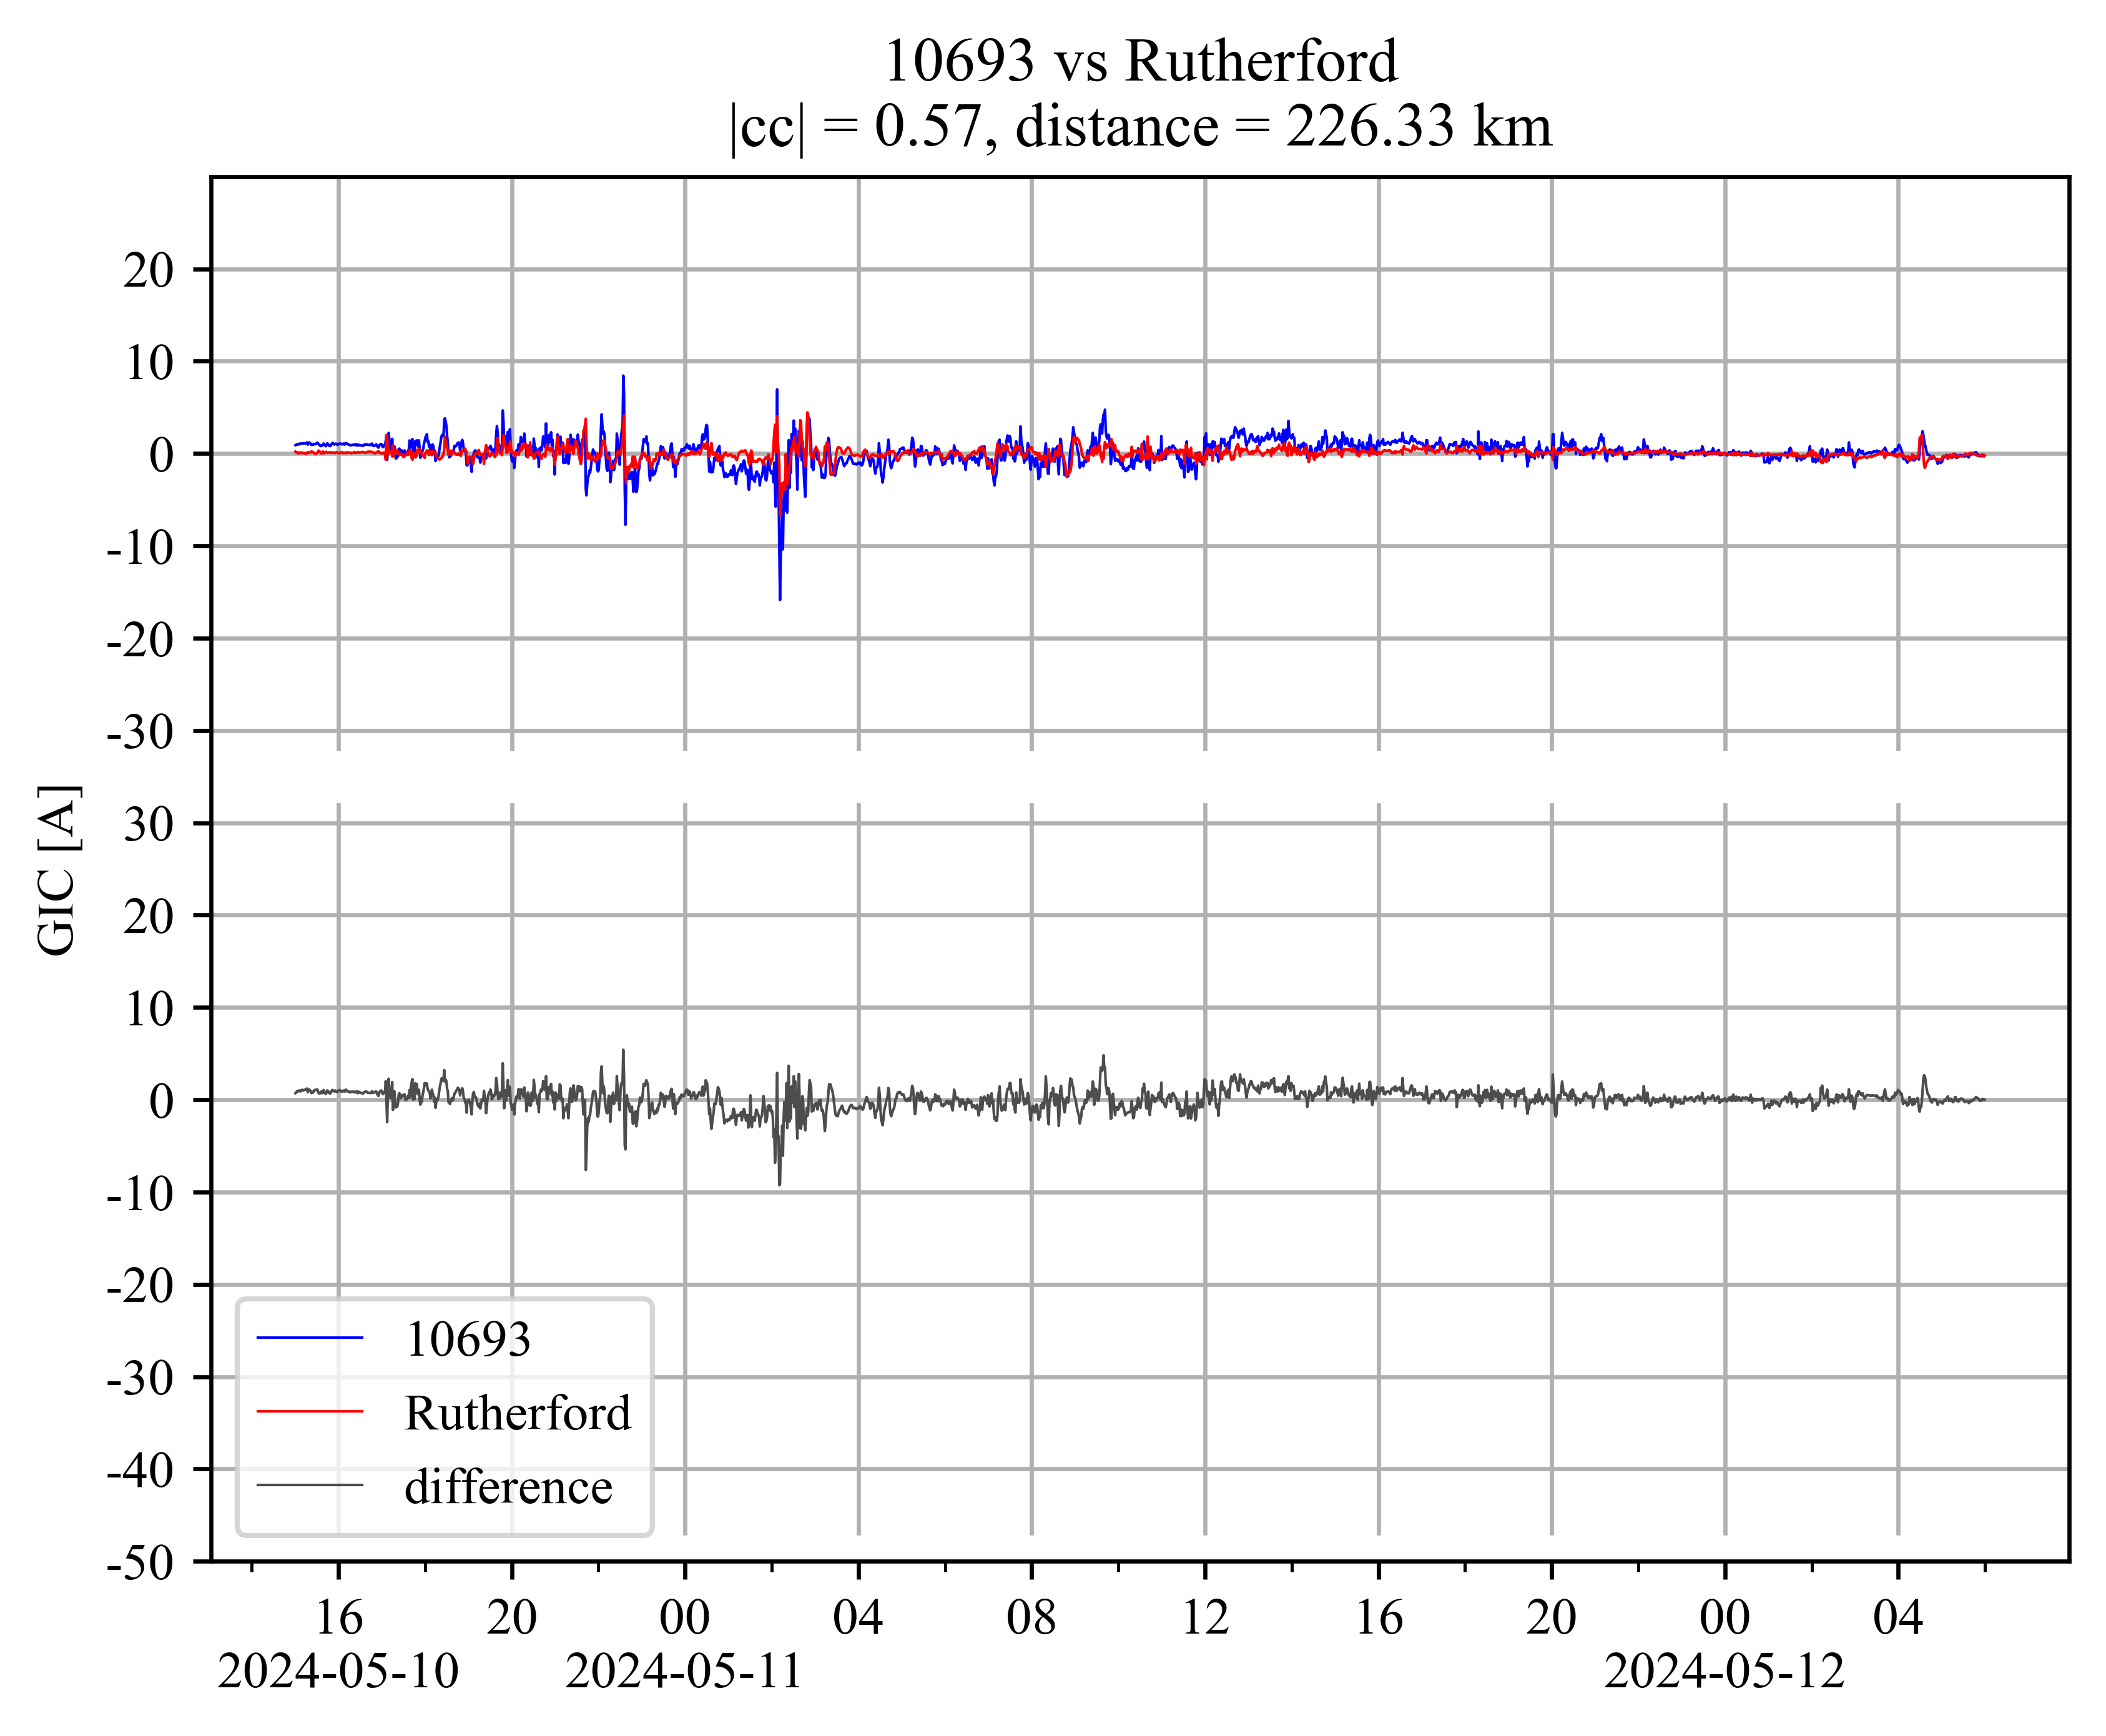 10693 vs Rutherford
|cc| = 0.57, distance = 226.33 km
GIC [A]
20
10
0
-10
-20
-30
30
20
10
0
-10
-20
-30
-40
-50
10693
Rutherford
difference
16 20 00 04 08 12 16 20 00 04
2024-05-10 2024-05-11 2024-05-12